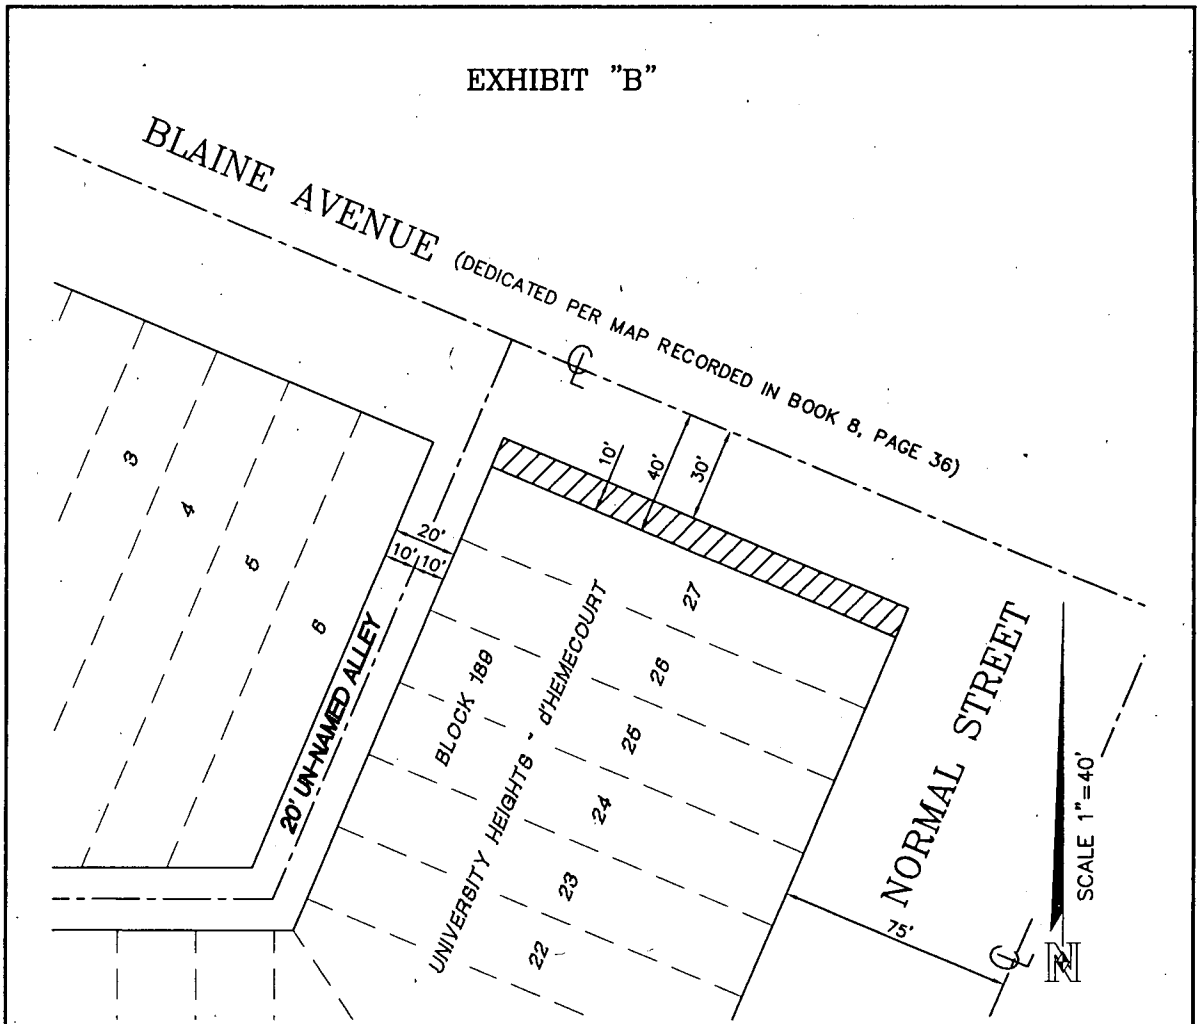 EXHIBIT "B"
BLAINE AVENUE (DEDICATED PER MAP RECORDED IN BOOK 8, PAGE 36)
℄
10'
40'
30'
3
4
5
6
20'
10'
10'
20' UN-NAMED ALLEY
BLOCK 189
UNIVERSITY HEIGHTS - d'HEMECOURT
27
26
25
24
23
22
NORMAL STREET
75'
℄
SCALE 1"=40'
N